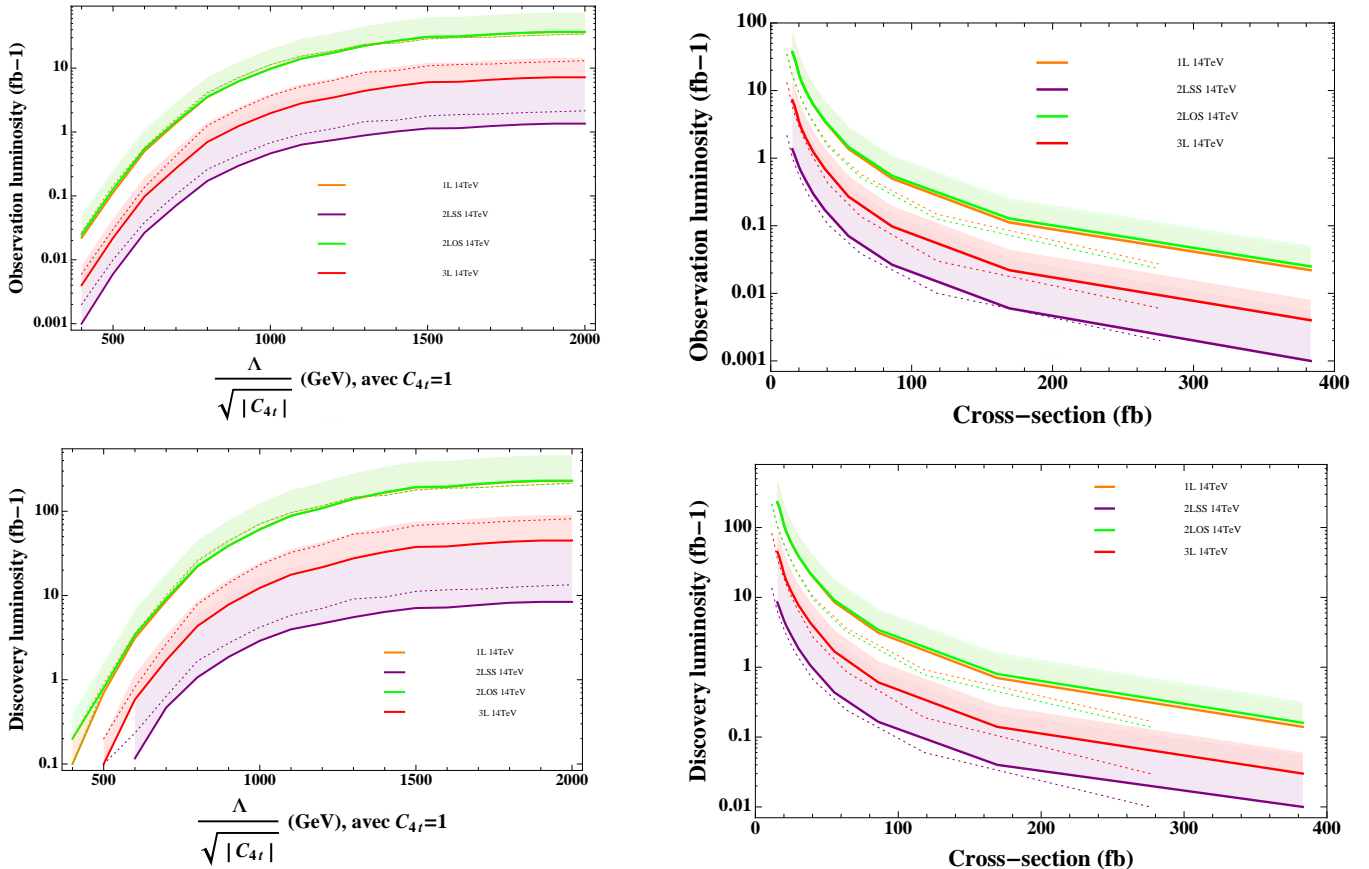 Observation luminosity (fb−1)
10
1
0.1
0.01
0.001
500
1000
1500
2000
1L 14TeV
2LSS 14TeV
2LOS 14TeV
3L 14TeV
Λ
√|C4t|
(GeV), avec C4t=1
Observation luminosity (fb−1)
100
10
1
0.1
0.01
0.001
0
100
200
300
400
1L 14TeV
2LSS 14TeV
2LOS 14TeV
3L 14TeV
Cross−section (fb)
Discovery luminosity (fb−1)
100
10
1
0.1
500
1000
1500
2000
1L 14TeV
2LSS 14TeV
2LOS 14TeV
3L 14TeV
Λ
√|C4t|
(GeV), avec C4t=1
Discovery luminosity (fb−1)
100
10
1
0.1
0.01
0
100
200
300
400
1L 14TeV
2LSS 14TeV
2LOS 14TeV
3L 14TeV
Cross−section (fb)